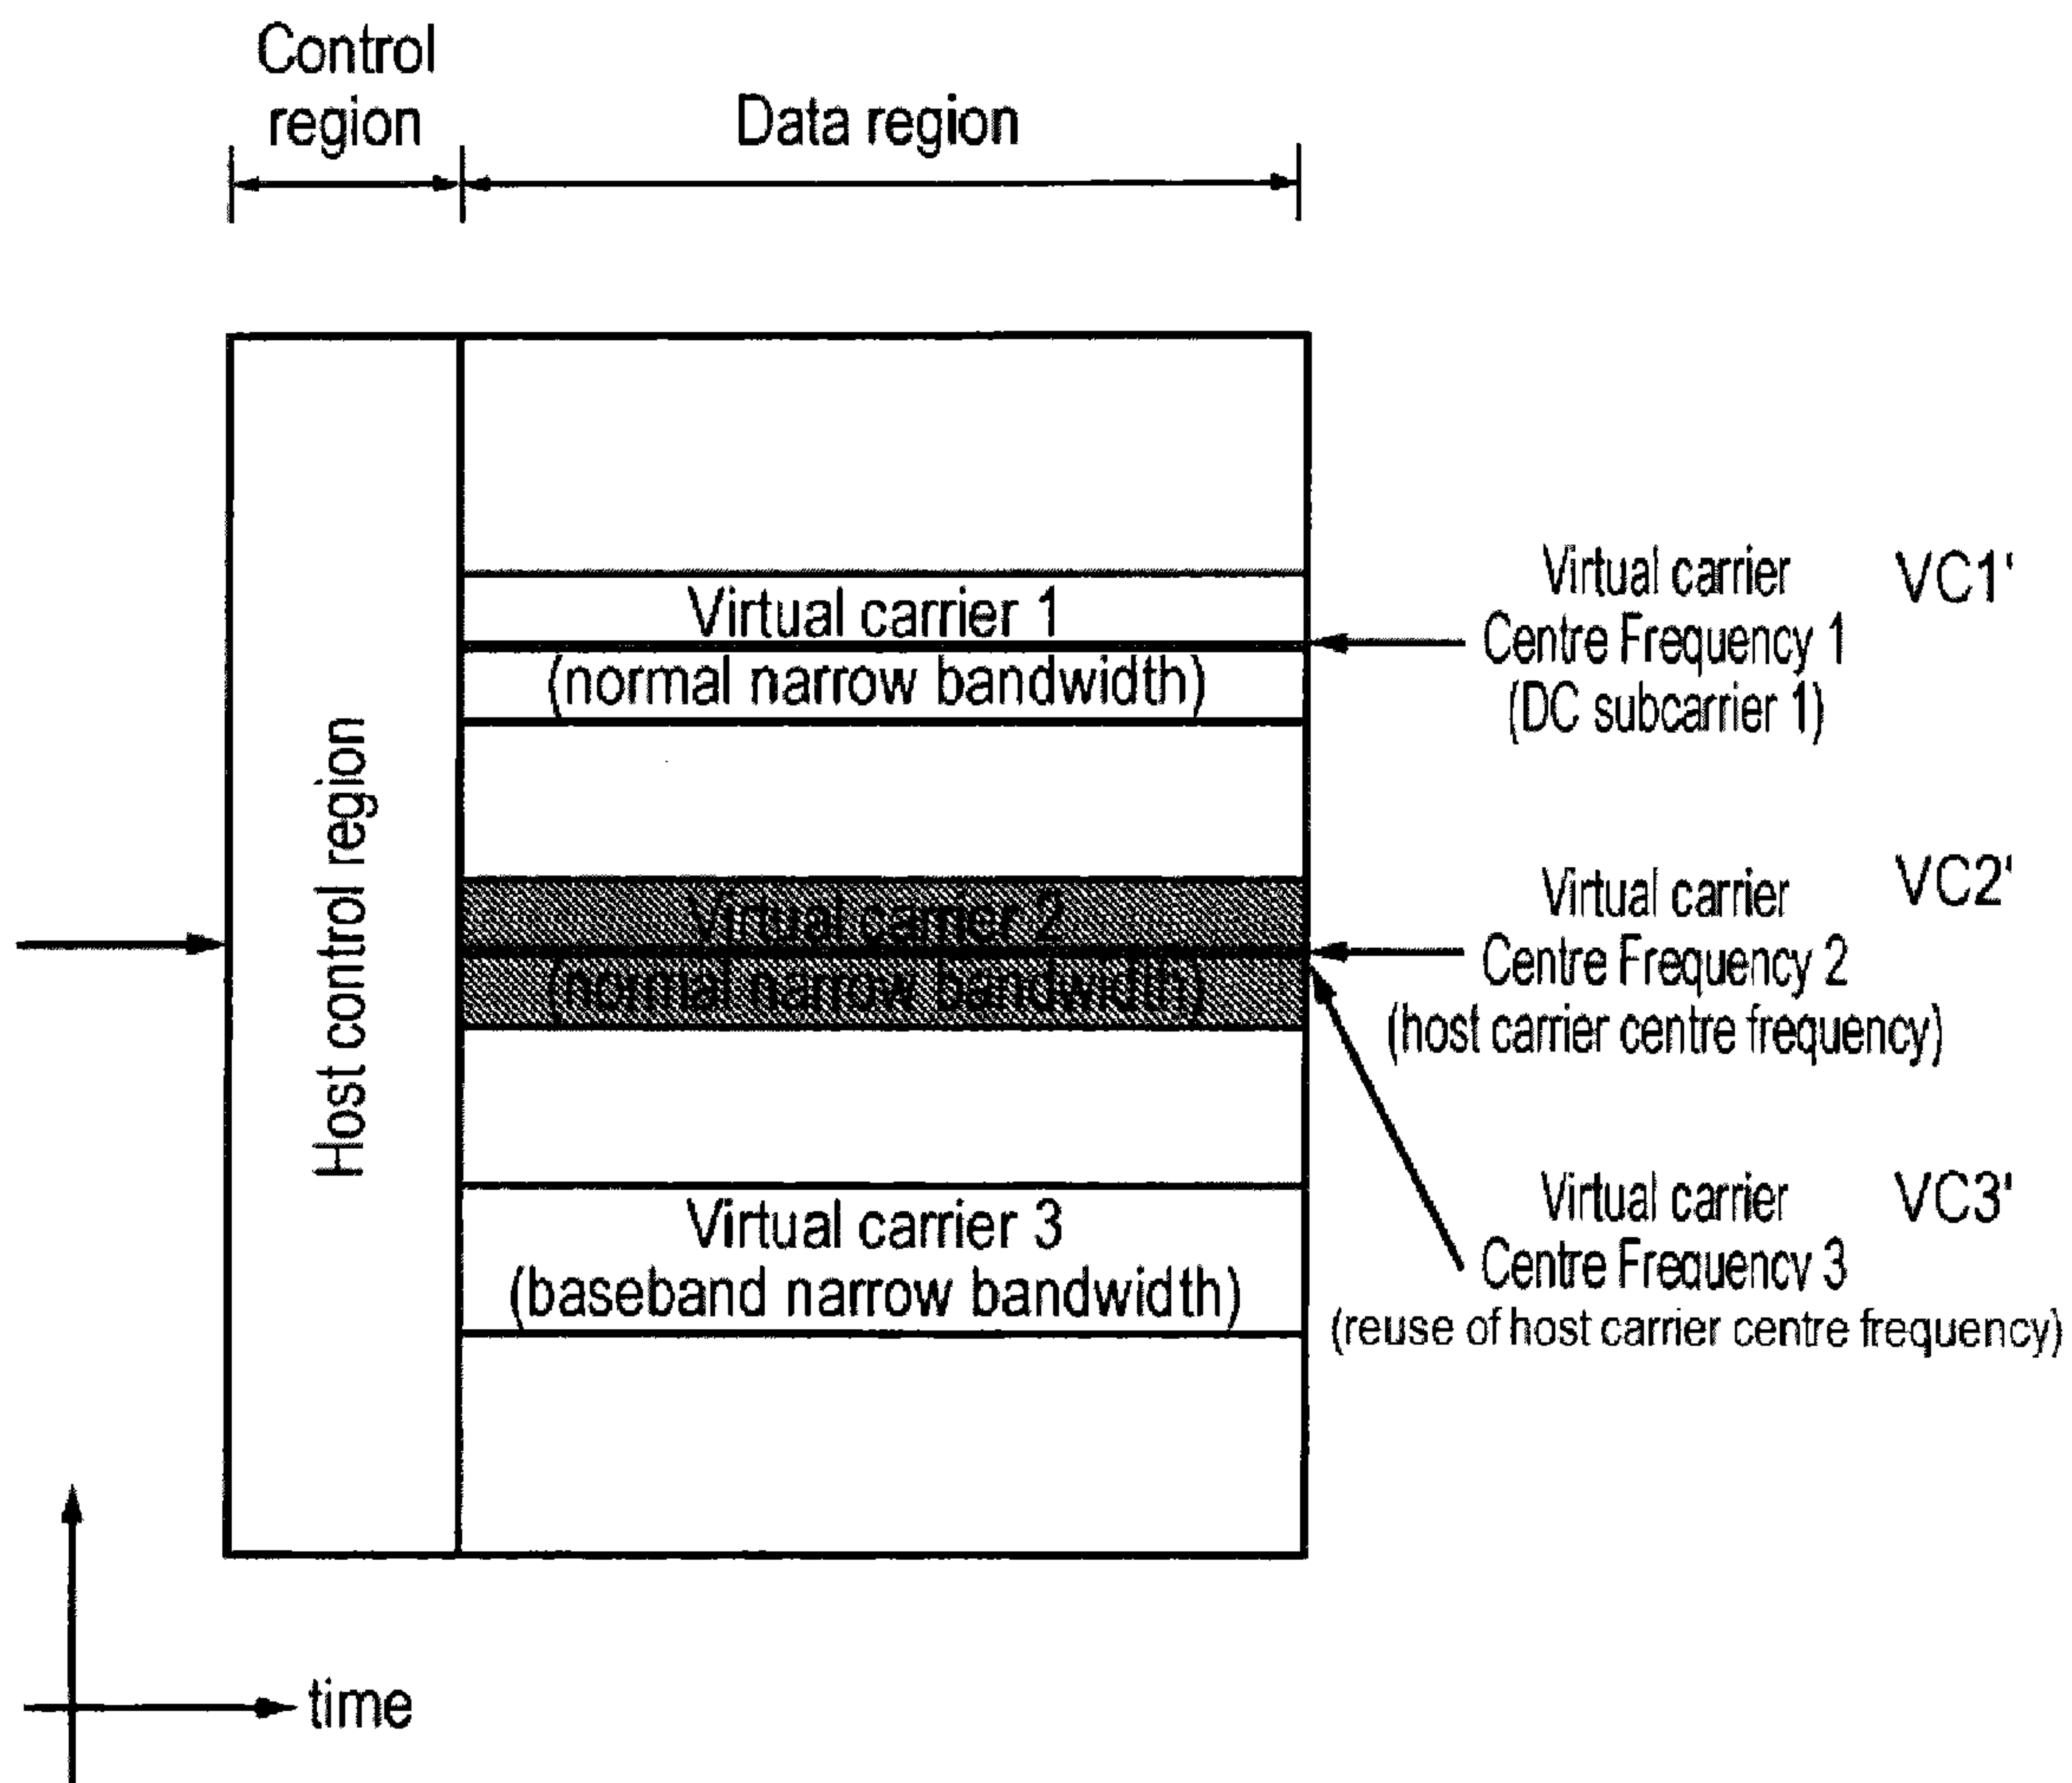 Control
region
Data region
Host control region
Virtual carrier 1
(normal narrow bandwidth)
Virtual carrier 2
(normal narrow bandwidth)
Virtual carrier 3
(baseband narrow bandwidth)
Virtual carrier
Centre Frequency 1
(DC subcarrier 1)
VC1'
Virtual carrier
Centre Frequency 2
(host carrier centre frequency)
VC2'
Virtual carrier
Centre Frequency 3
(reuse of host carrier centre frequency)
VC3'
time